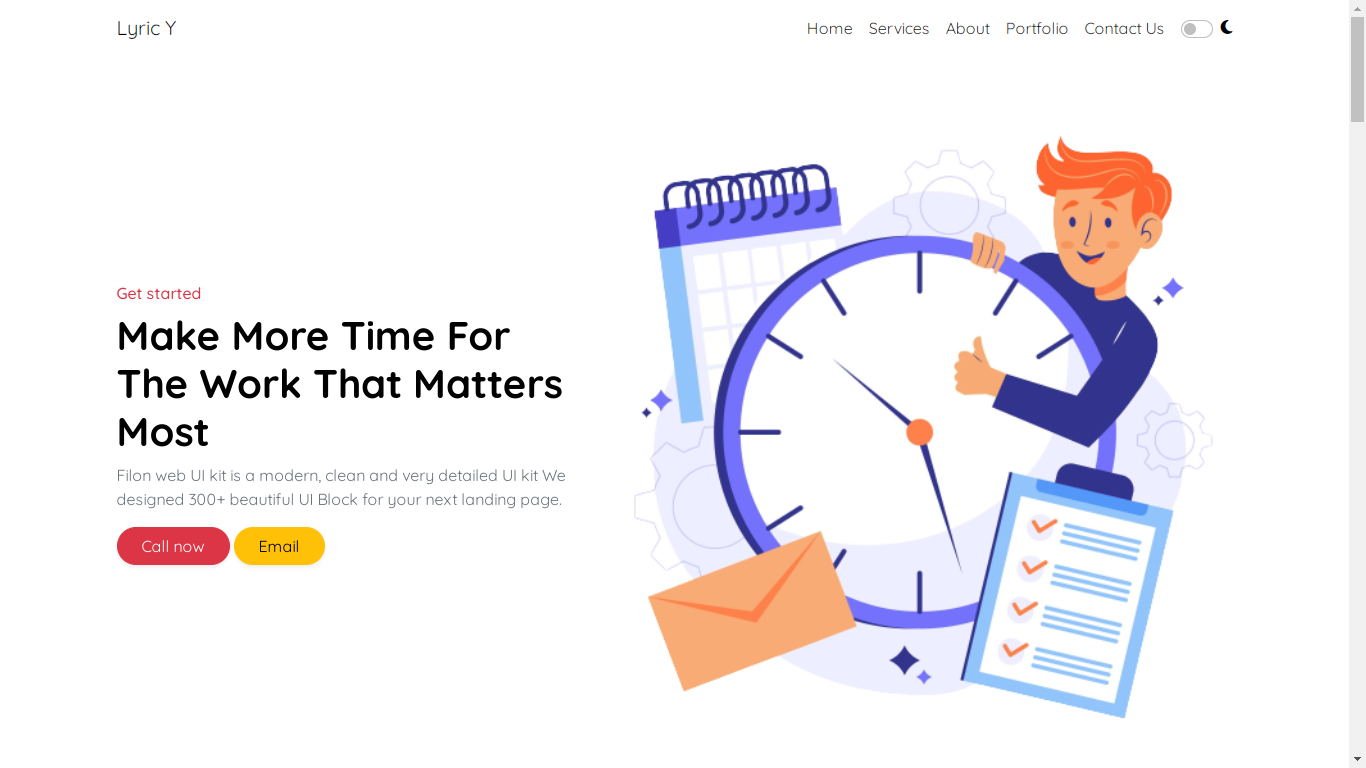 Lyric Y
Home Services About Portfolio Contact Us
Get started
Make More Time For
The Work That Matters
Most
Filon web UI kit is a modern, clean and very detailed UI kit We
designed 300+ beautiful UI Block for your next landing page.
Call now Email